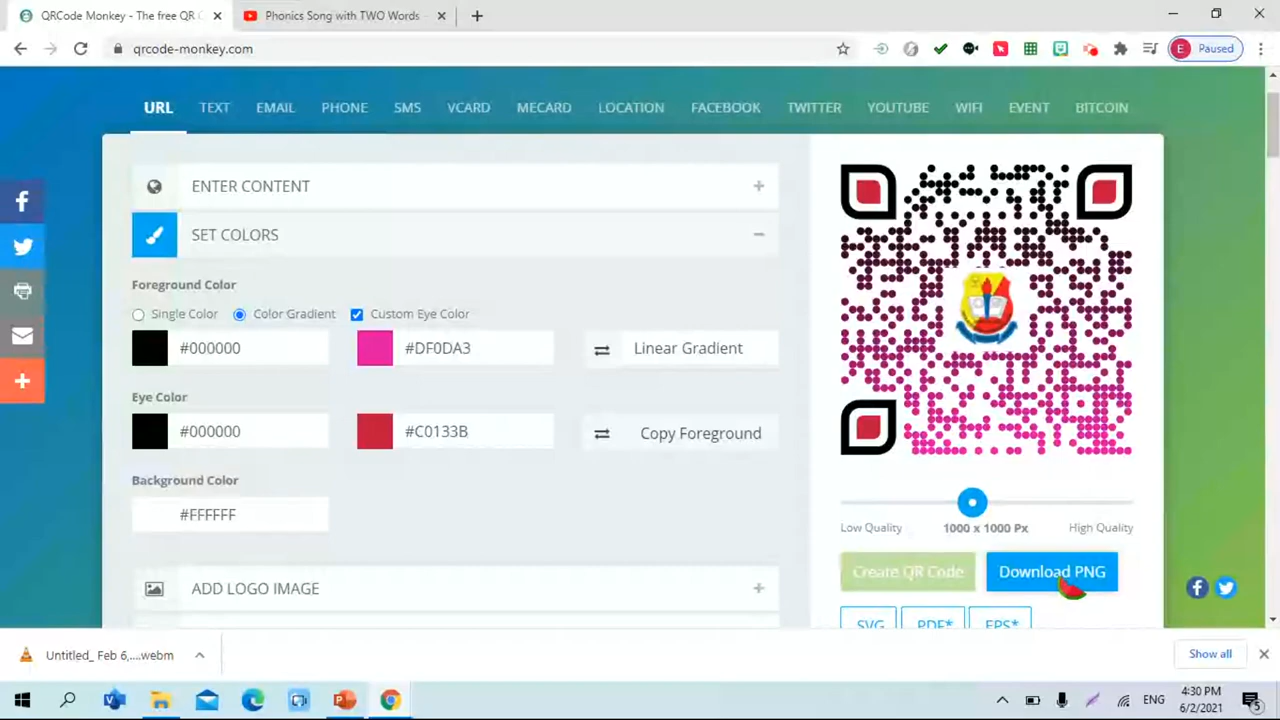 QRCode Monkey - The free QR C
Phonics Song with TWO Words -
qrcode-monkey.com
E Paused
URL TEXT EMAIL PHONE SMS VCARD MECARD LOCATION FACEBOOK TWITTER YOUTUBE WIFI EVENT BITCOIN
ENTER CONTENT
SET COLORS
Foreground Color
Single Color Color Gradient Custom Eye Color
#000000 #DF0DA3 Linear Gradient
Eye Color
#000000 #C0133B Copy Foreground
Background Color
#FFFFFF
ADD LOGO IMAGE
Low Quality 1000 x 1000 Px High Quality
Create QR Code Download PNG
SVG PDF* EPS*
Untitled_ Feb 6,....webm
Show all
ENG
4:30 PM
6/2/2021
5